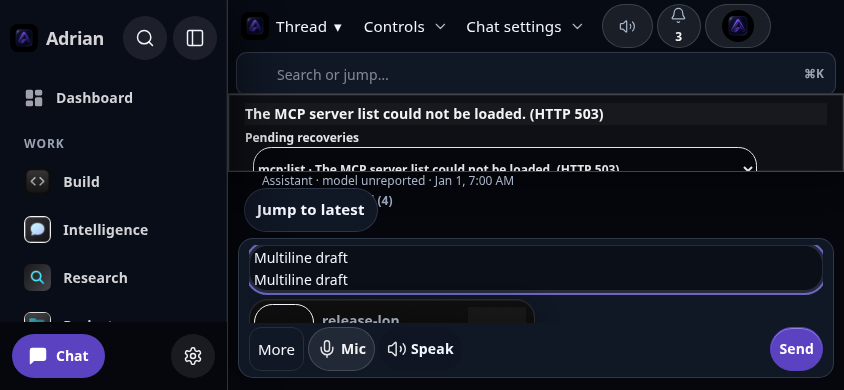 Adrian
Dashboard
WORK
Build
Intelligence
Research
Chat
Thread ▾
Controls
Chat settings
3
Search or jump...
⌘K
The MCP server list could not be loaded. (HTTP 503)
Pending recoveries
mcp:list · The MCP server list could not be loaded. (HTTP 503)
Assistant · model unreported · Jan 1, 7:00 AM
(4)
Jump to latest
Multiline draft
Multiline draft
release-lon
More
Mic
Speak
Send